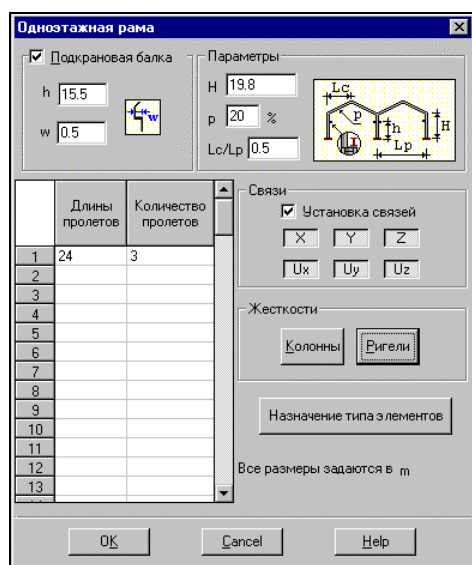 Одноэтажная рама
Подкрановая балка
h 15.5
w 0.5
w
Параметры
H 19.8
p 20 %
Lc/Lp 0.5
Lc
p
h
H
I
Lp
Длины пролетов
Количество пролетов
1 24 3
2
3
4
5
6
7
8
9
10
11
12
13
Связи
Установка связей
X Y Z
Ux Uy Uz
Жесткости
Колонны Ригели
Назначение типа элементов
Все размеры задаются в m
OK Cancel Help